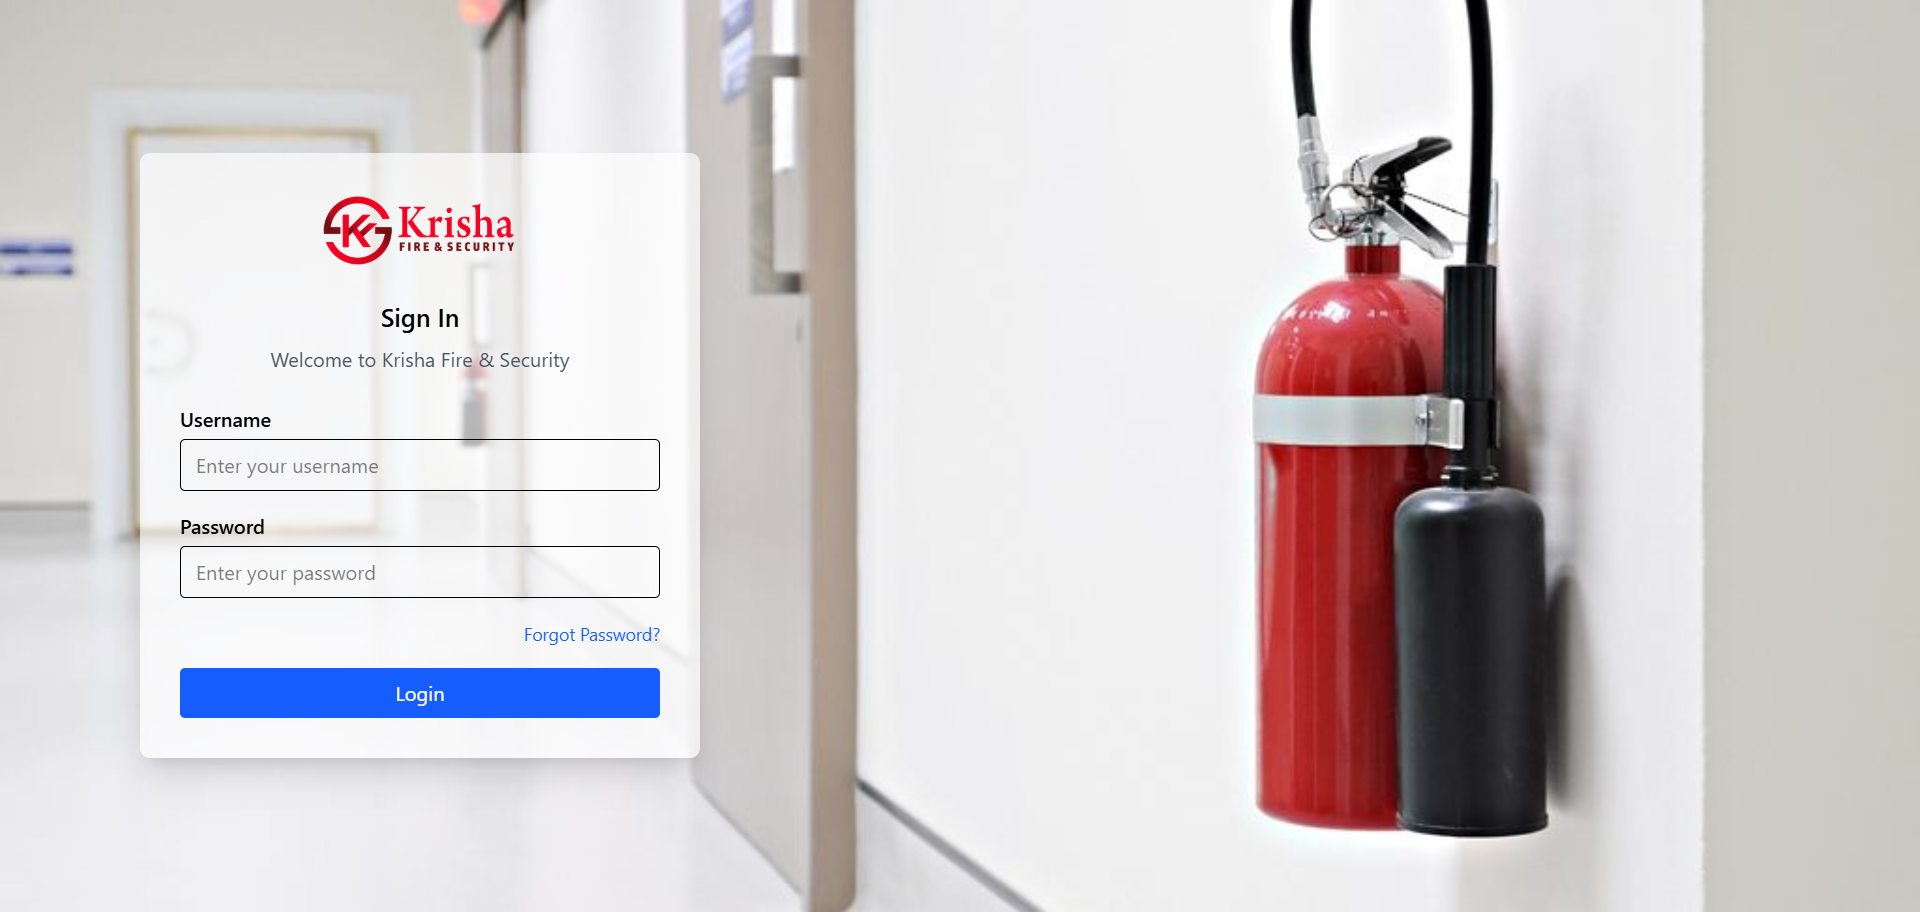 Krisha
FIRE & SECURITY
Sign In
Welcome to Krisha Fire & Security
Username
Enter your username
Password
Enter your password
Forgot Password?
Login